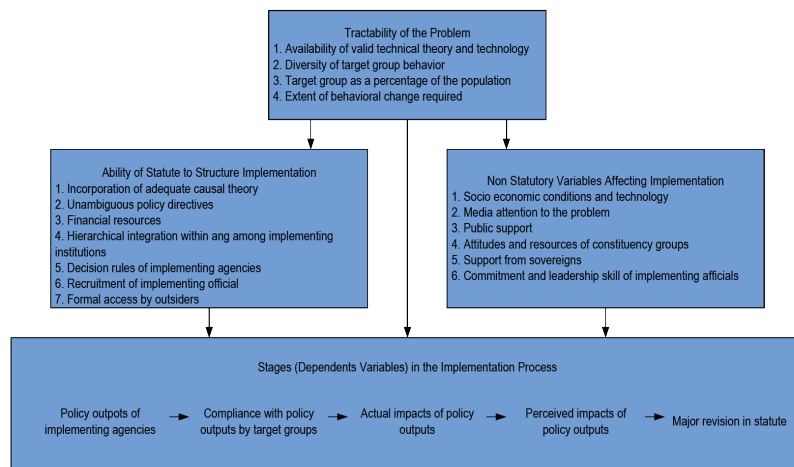 Tractability of the Problem
1. Availability of valid technical theory and technology
2. Diversity of target group behavior
3. Target group as a percentage of the population
4. Extent of behavioral change required
Ability of Statute to Structure Implementation
1. Incorporation of adequate causal theory
2. Unambiguous policy directives
3. Financial resources
4. Hierarchical integration within ang among implementing
institutions
5. Decision rules of implementing agencies
6. Recruitment of implementing official
7. Formal access by outsiders
Non Statutory Variables Affecting Implementation
1. Socio economic conditions and technology
2. Media attention to the problem
3. Public support
4. Attitudes and resources of constituency groups
5. Support from sovereigns
6. Commitment and leadership skill of implementing afficials
Stages (Dependents Variables) in the Implementation Process
Policy outpots of
implementing agencies
Compliance with policy
outputs by target groups
Actual impacts of policy
outputs
Perceived impacts of
policy outputs
Major revision in statute